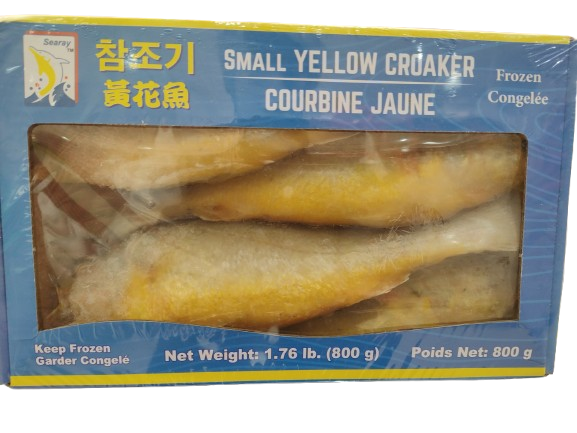 Searay TM
참조기
黃花魚
SMALL YELLOW CROAKER
COURBINE JAUNE
Frozen
Congelée
Keep Frozen
Garder Congelé
Net Weight: 1.76 lb. (800 g)
Poids Net: 800 g